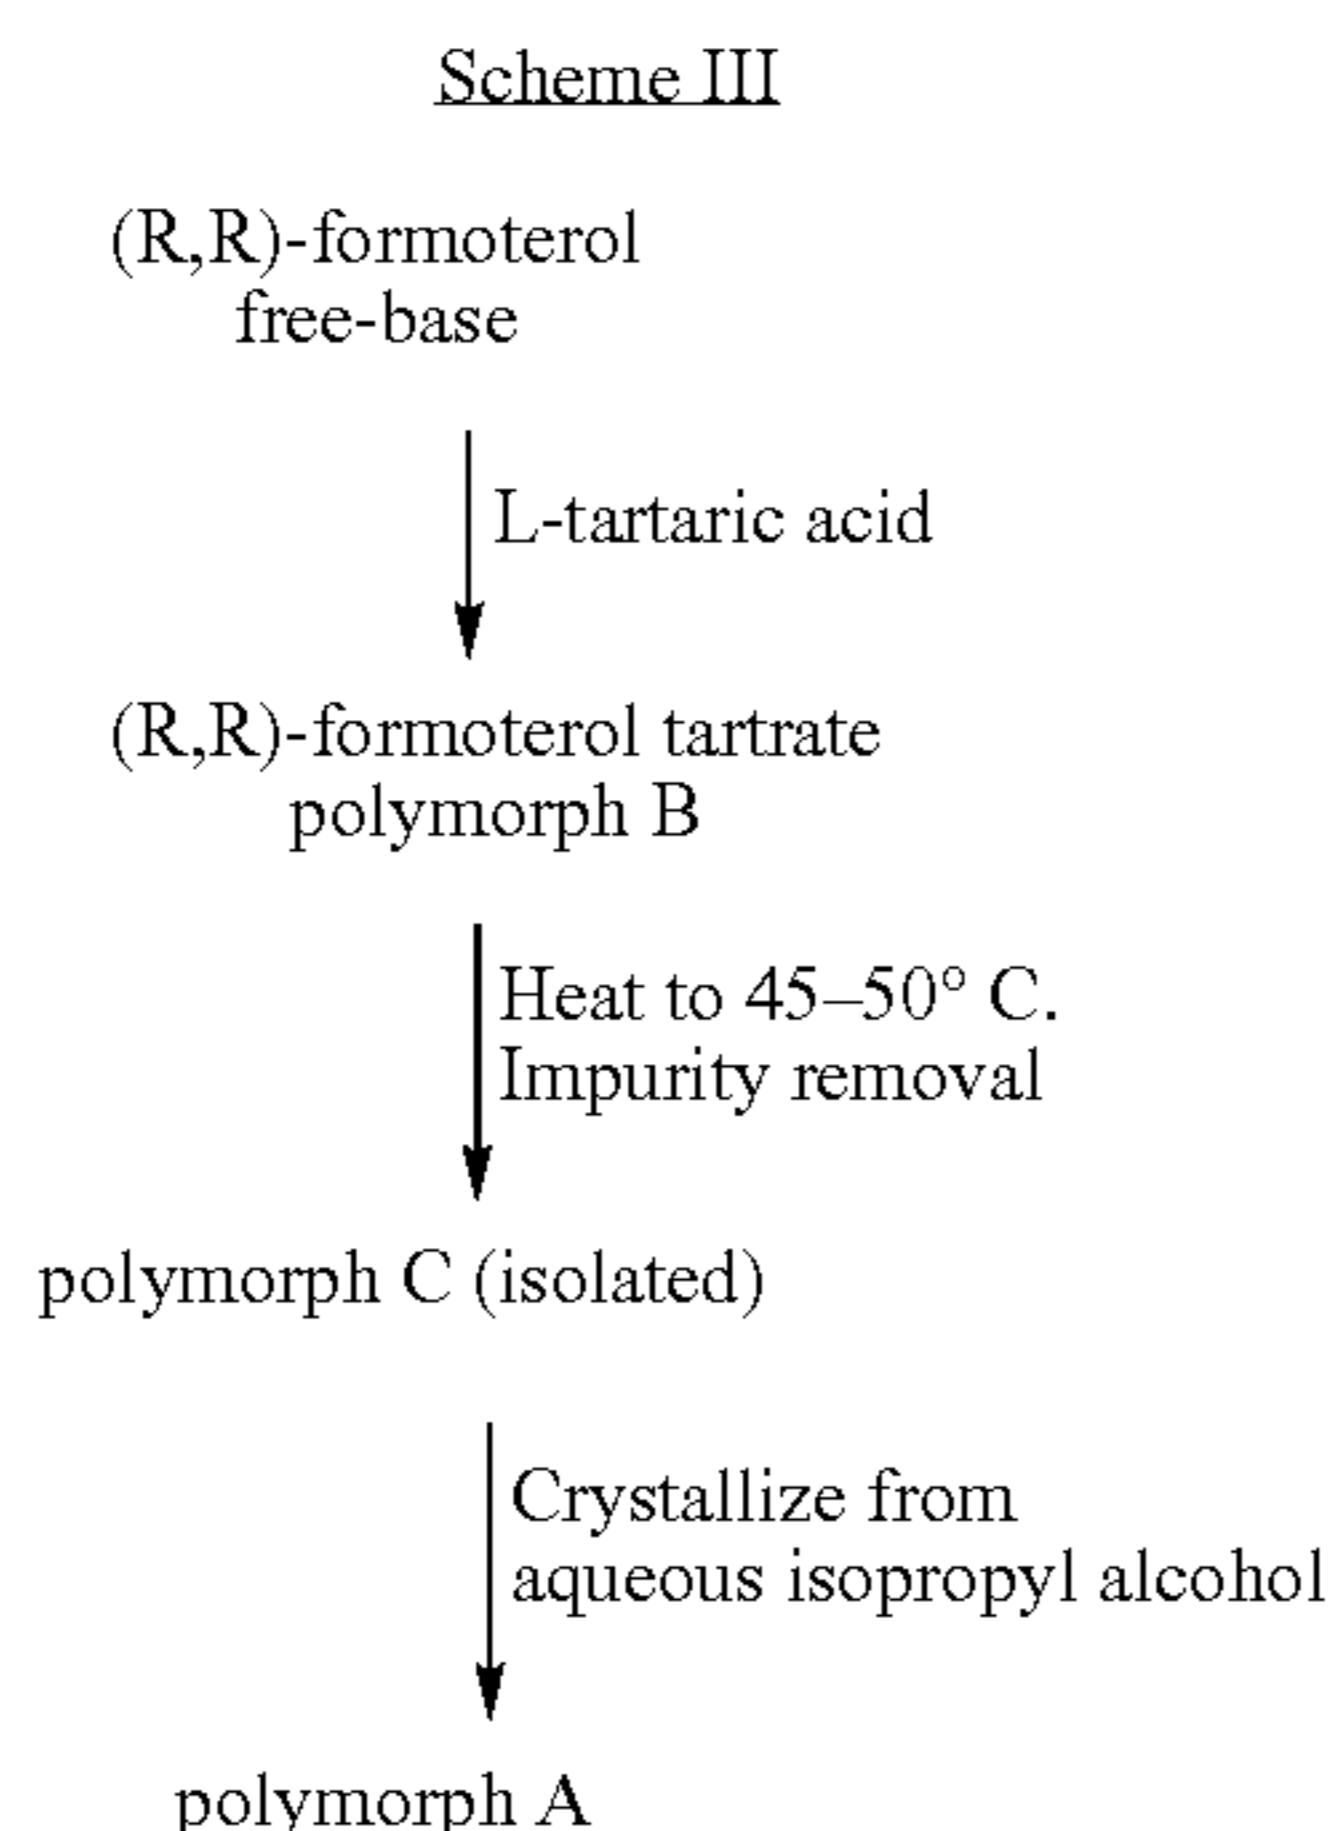 Scheme III
(R,R)-formoterol
free-base
L-tartaric acid
(R,R)-formoterol tartrate
polymorph B
Heat to 45–50° C.
Impurity removal
polymorph C (isolated)
Crystallize from
aqueous isopropyl alcohol
polymorph A